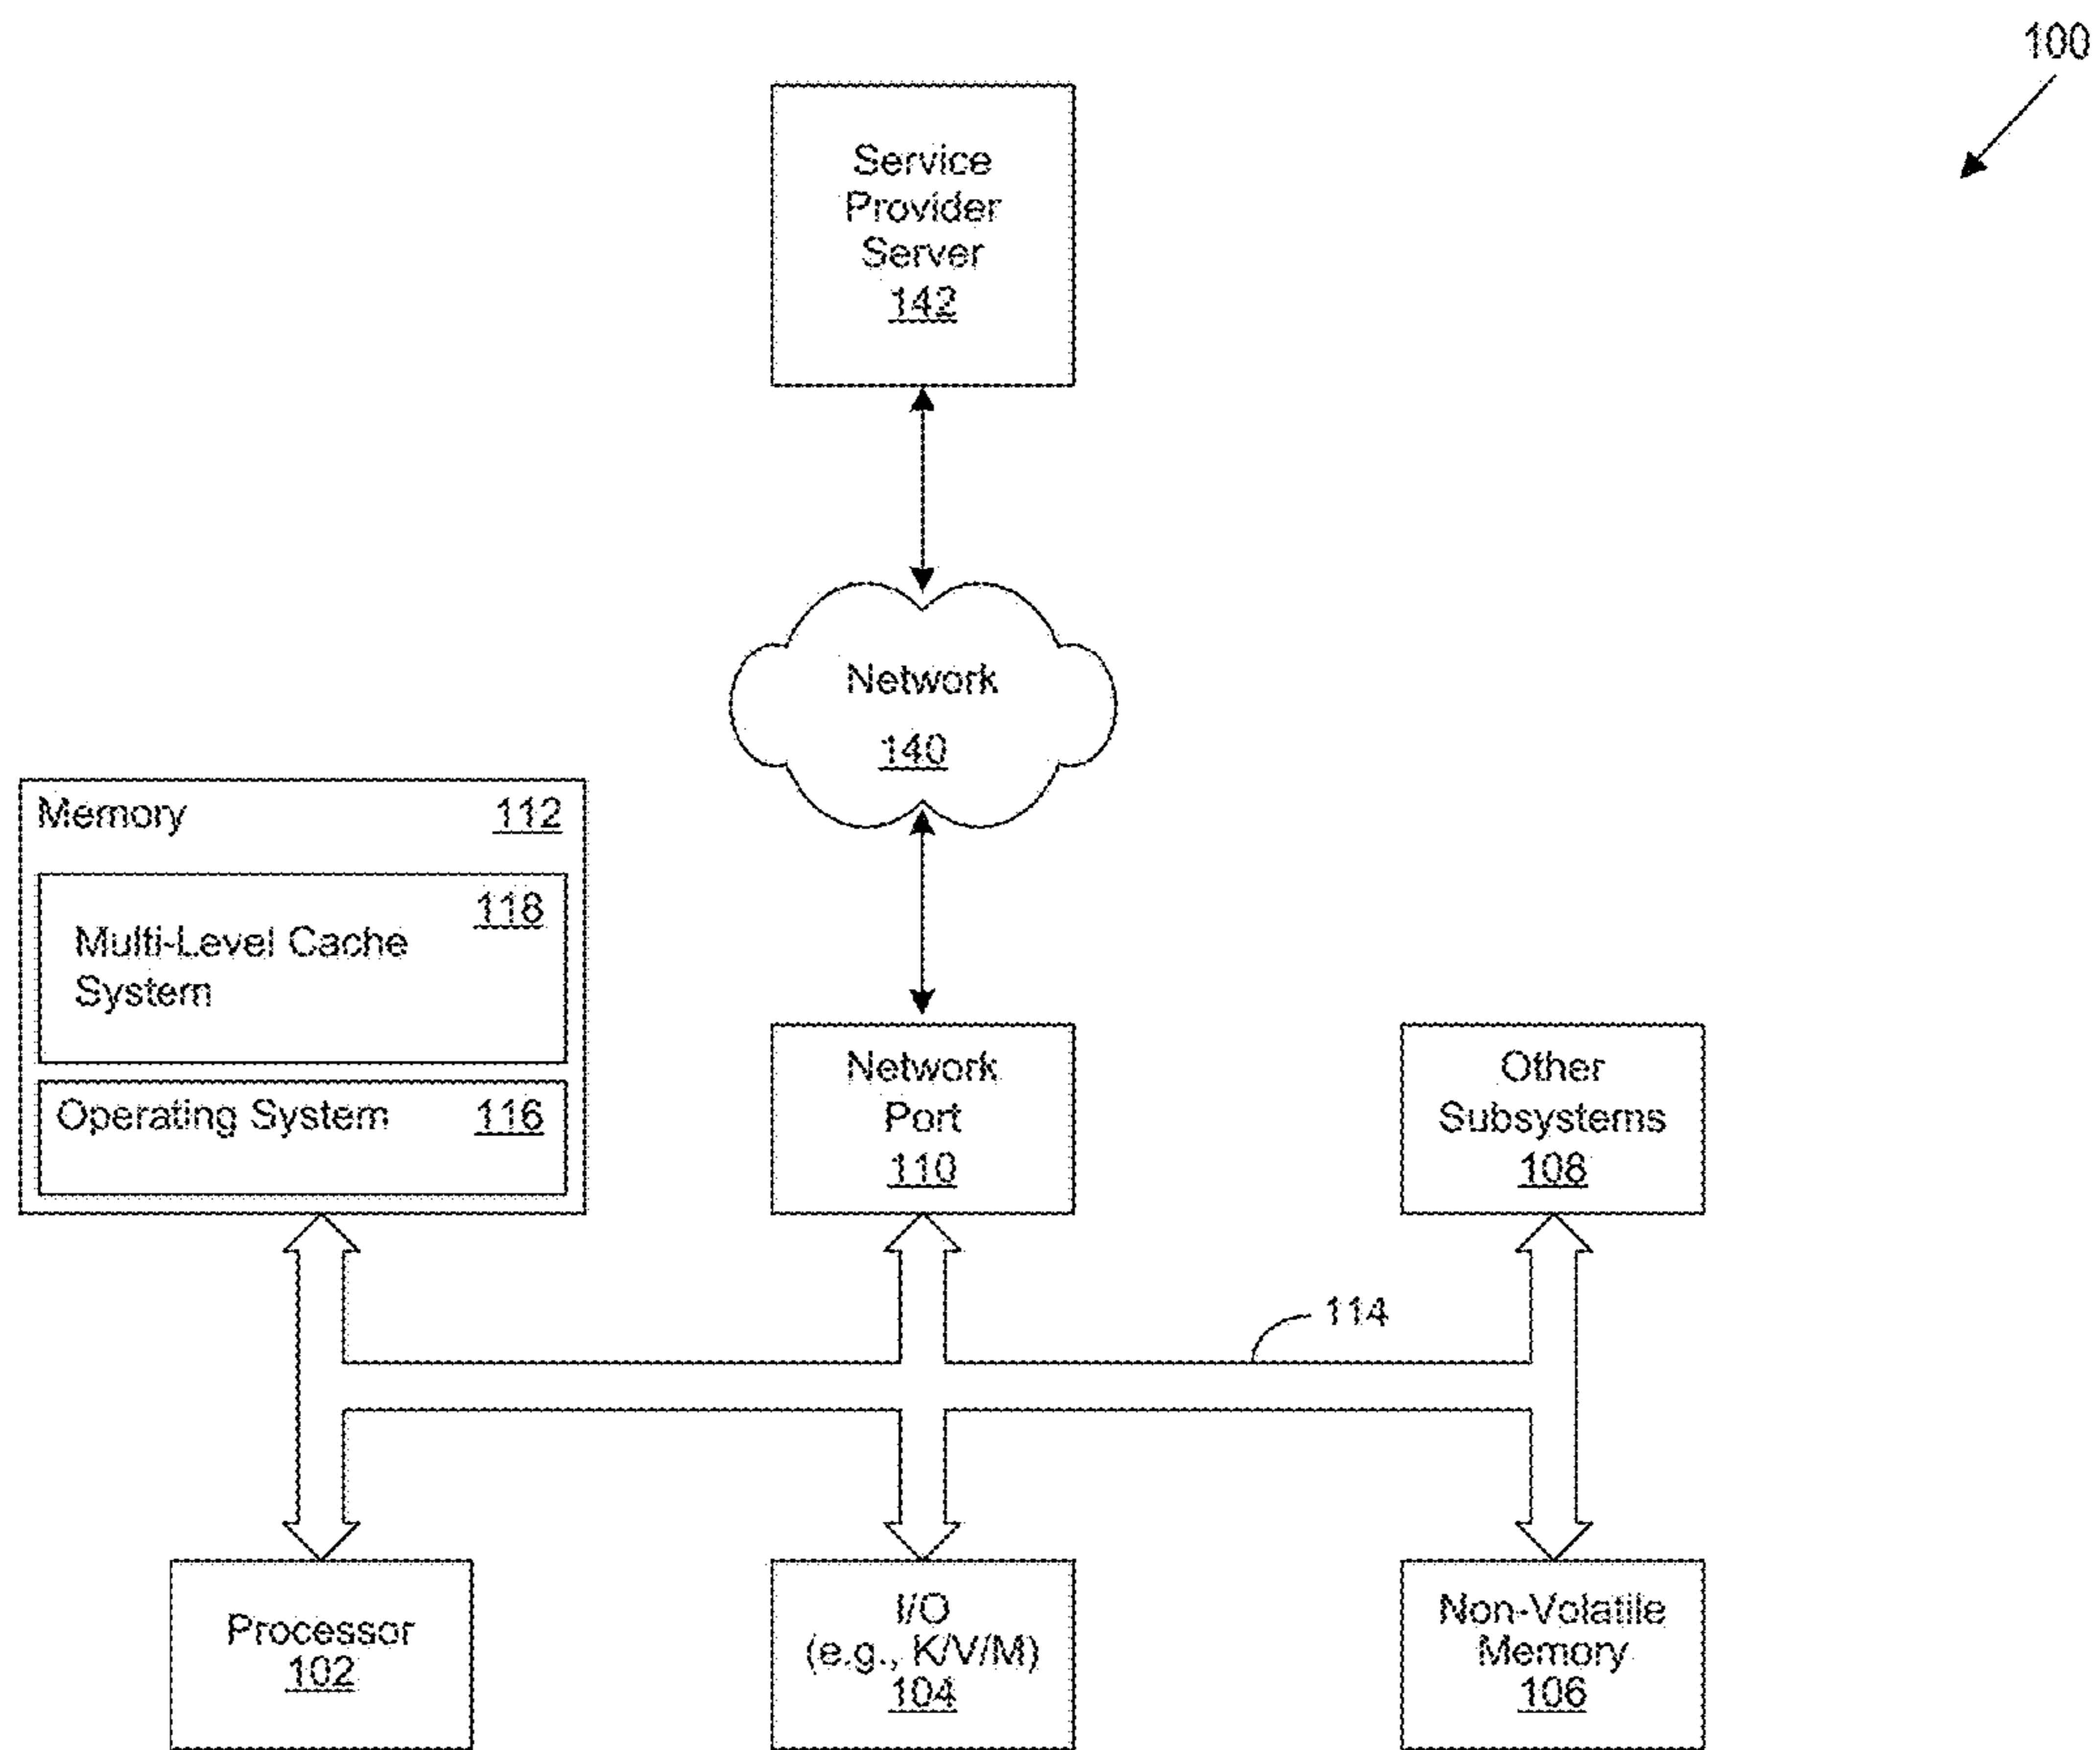 100
Service
Provider
Server
142
Network
140
Memory 112
118
Multi-Level Cache
System
Operating System 116
Network
Port
110
Other
Subsystems
108
114
Processor
102
I/O
(e.g., K/V/M)
104
Non-Volatile
Memory
106